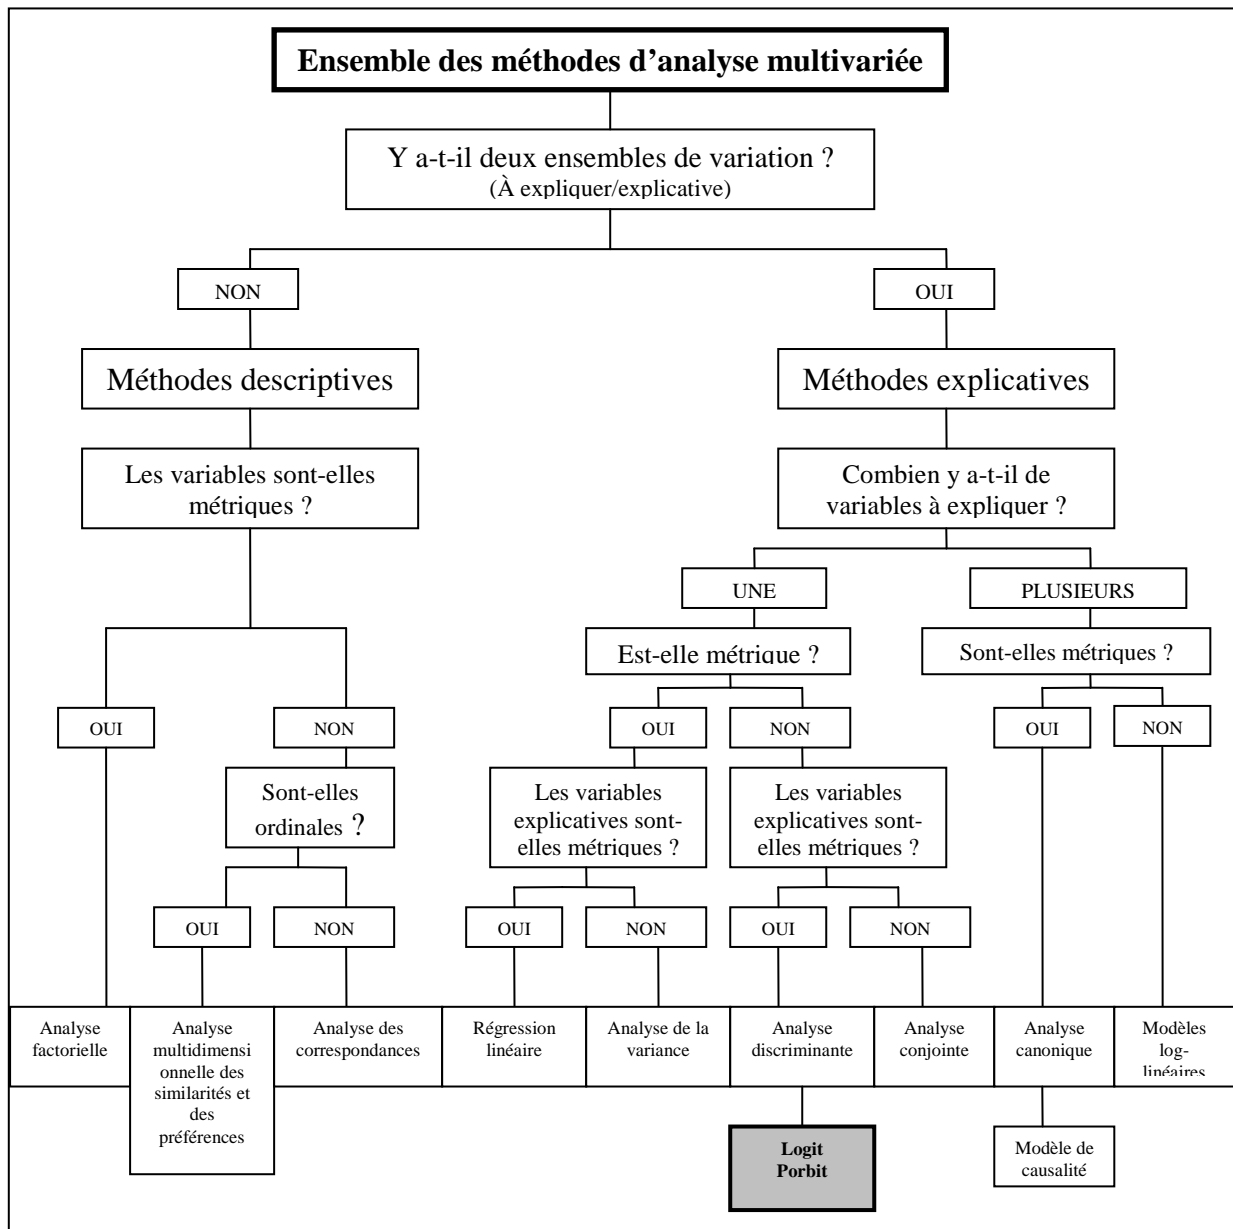 Ensemble des méthodes d'analyse multivariée
Y a-t-il deux ensembles de variation ?
(À expliquer/explicative)
NON
OUI
Méthodes descriptives
Méthodes explicatives
Les variables sont-elles
métriques ?
Combien y a-t-il de
variables à expliquer ?
UNE
PLUSIEURS
Est-elle métrique ?
Sont-elles métriques ?
OUI
NON
OUI
NON
OUI
NON
Sont-elles
ordinales ?
Les variables
explicatives sont-
elles métriques ?
Les variables
explicatives sont-
elles métriques ?
OUI
NON
OUI
NON
OUI
NON
Analyse
factorielle
Analyse
multidimensi
onnelle des
similarités et
des
préférences
Analyse des
correspondances
Régression
linéaire
Analyse de la
variance
Analyse
discriminante
Analyse
conjointe
Analyse
canonique
Modèles
log-
linéaires
Logit
Porbit
Modèle de
causalité